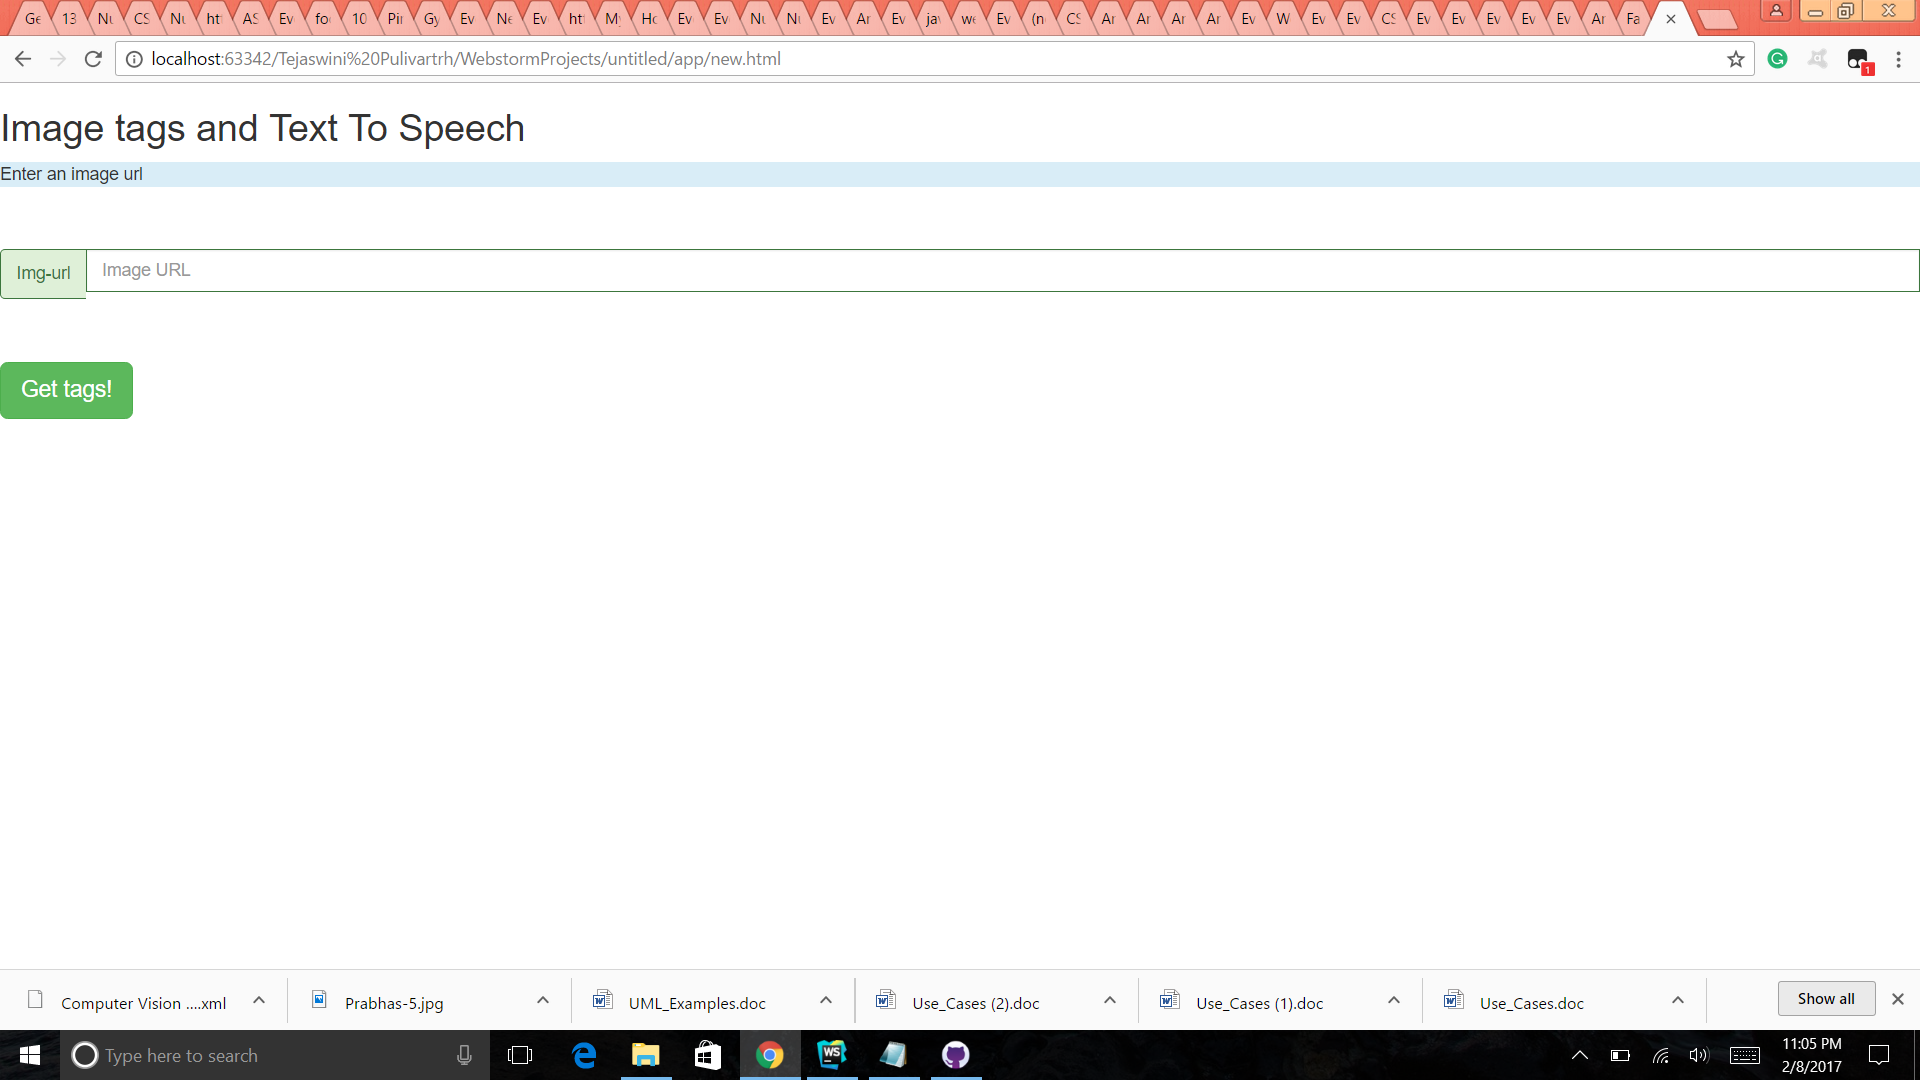 Ge 13 Nu CS Nu ht AS Ev fo 10 Pi Gy Ev Ne Ev ht M Ho Ev Ev Nu Nu Ev Ar Ev ja we Ev (n CS Ar Ar Ar Ar Ev W Ev Ev CS Ev Ev Ev Ev Ev Ar Fa
localhost:63342/Tejaswini%20Pulivartrh/WebstormProjects/untitled/app/new.html
1
Image tags and Text To Speech
Enter an image url
Img-url Image URL
Get tags!
Computer Vision ....xml Prabhas-5.jpg UML_Examples.doc Use_Cases (2).doc Use_Cases (1).doc Use_Cases.doc Show all
Type here to search
WS
11:05 PM
2/8/2017